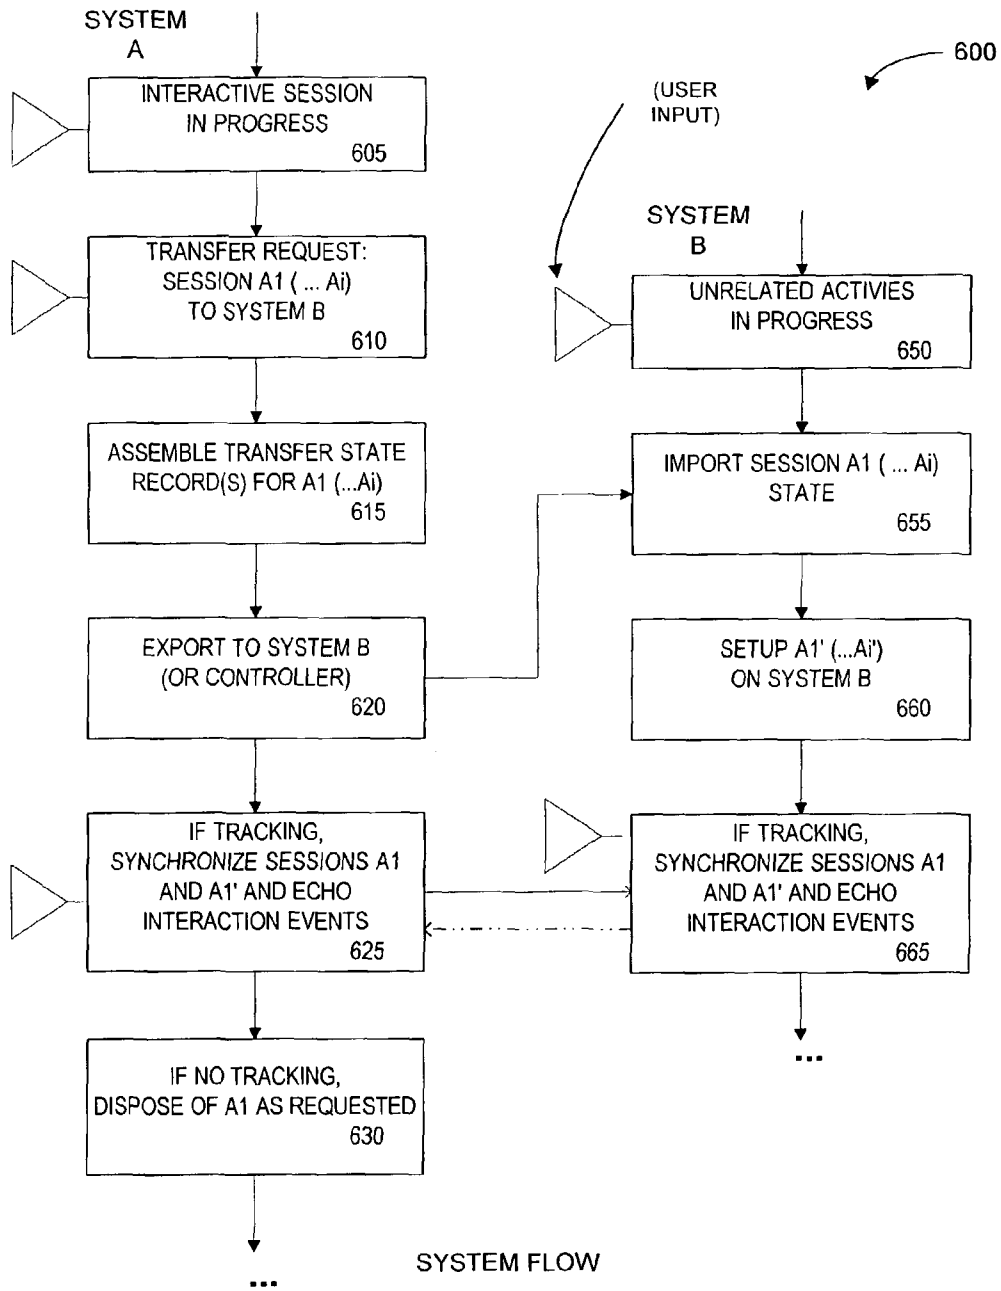 SYSTEM
A
600
INTERACTIVE SESSION
IN PROGRESS
605
(USER
INPUT)
TRANSFER REQUEST:
SESSION A1 ( ... Ai)
TO SYSTEM B
610
SYSTEM
B
UNRELATED ACTIVIES
IN PROGRESS
650
ASSEMBLE TRANSFER STATE
RECORD(S) FOR A1 (...Ai)
615
IMPORT SESSION A1 ( ... Ai)
STATE
655
EXPORT TO SYSTEM B
(OR CONTROLLER)
620
SETUP A1' (...Ai')
ON SYSTEM B
660
IF TRACKING,
SYNCHRONIZE SESSIONS A1
AND A1' AND ECHO
INTERACTION EVENTS
625
IF TRACKING,
SYNCHRONIZE SESSIONS A1
AND A1' AND ECHO
INTERACTION EVENTS
665
...
IF NO TRACKING,
DISPOSE OF A1 AS REQUESTED
630
...
SYSTEM FLOW